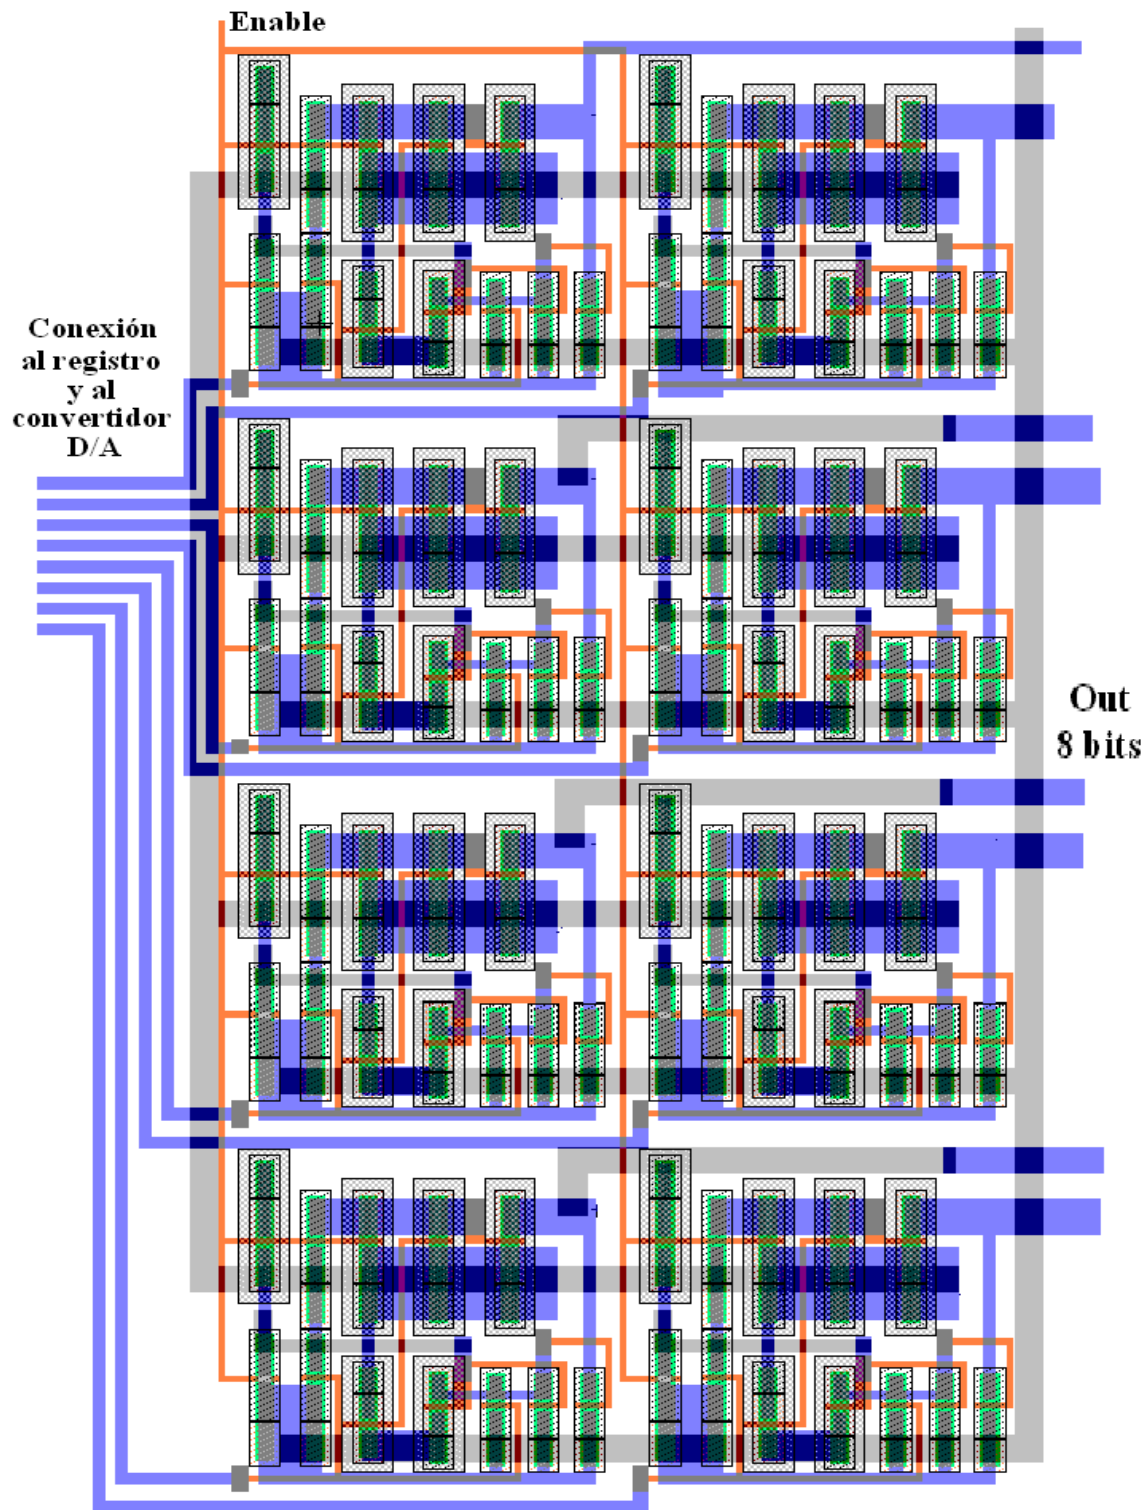 Enable
Conexión
al registro
y al
convertidor
D/A
Out
8 bits